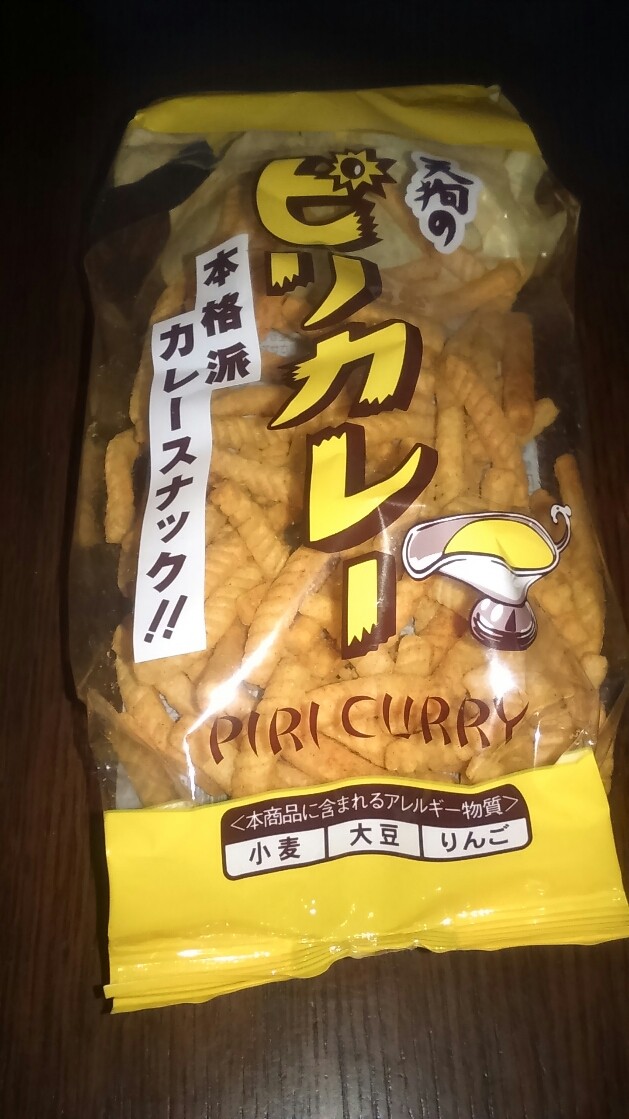 天狗の
ピリカレー
本格派
カレースナック!!
PIRI CURRY
＜本商品に含まれるアレルギー物質＞
小麦 大豆 りんご